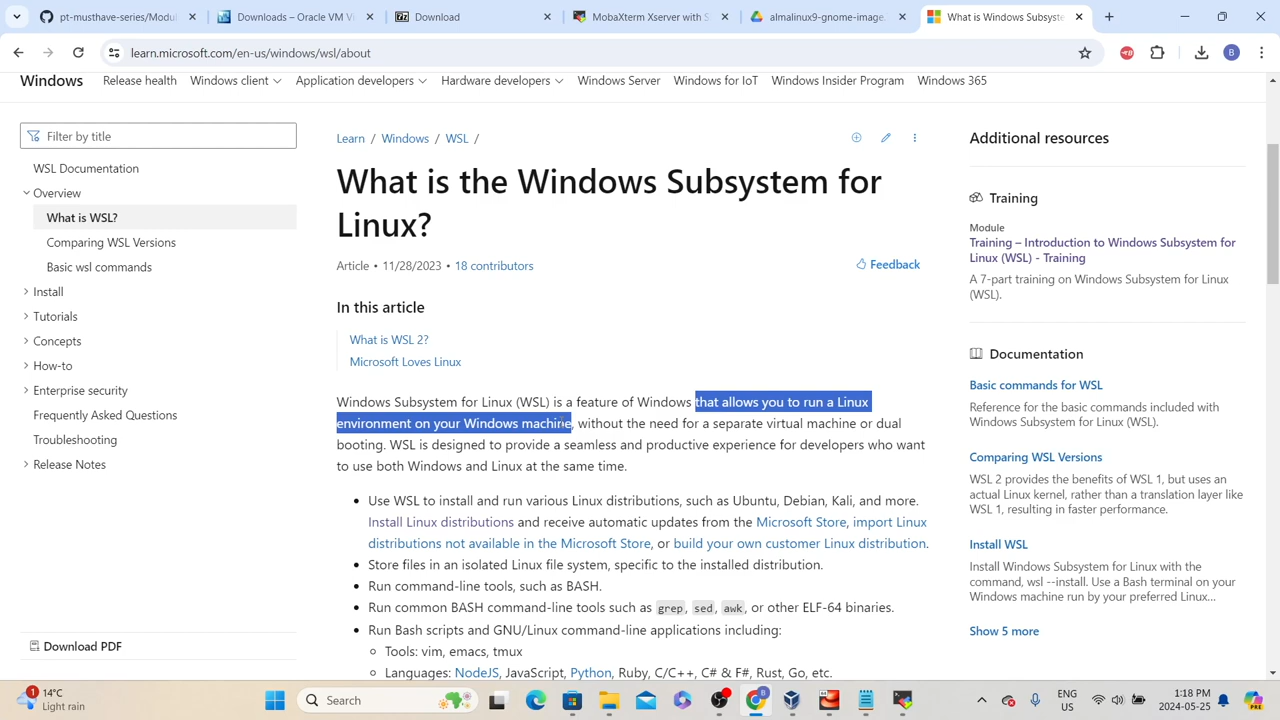 pt-musthave-series/Modul
Downloads – Oracle VM V
Download
MobaXterm Xserver with S
almalinux9-gnome-image.
What is Windows Subsyste
learn.microsoft.com/en-us/windows/wsl/about
B
Windows
Release health
Windows client
Application developers
Hardware developers
Windows Server
Windows for IoT
Windows Insider Program
Windows 365
Filter by title
WSL Documentation
Overview
What is WSL?
Comparing WSL Versions
Basic wsl commands
Install
Tutorials
Concepts
How-to
Enterprise security
Frequently Asked Questions
Troubleshooting
Release Notes
Download PDF
Learn / Windows / WSL /
What is the Windows Subsystem for
Linux?
Article • 11/28/2023 • 18 contributors
Feedback
In this article
What is WSL 2?
Microsoft Loves Linux
Windows Subsystem for Linux (WSL) is a feature of Windows that allows you to run a Linux
environment on your Windows machine, without the need for a separate virtual machine or dual
booting. WSL is designed to provide a seamless and productive experience for developers who want
to use both Windows and Linux at the same time.
• Use WSL to install and run various Linux distributions, such as Ubuntu, Debian, Kali, and more.
Install Linux distributions and receive automatic updates from the Microsoft Store, import Linux
distributions not available in the Microsoft Store, or build your own customer Linux distribution.
• Store files in an isolated Linux file system, specific to the installed distribution.
• Run command-line tools, such as BASH.
• Run common BASH command-line tools such as grep, sed, awk, or other ELF-64 binaries.
• Run Bash scripts and GNU/Linux command-line applications including:
• Tools: vim, emacs, tmux
• Languages: NodeJS, JavaScript, Python, Ruby, C/C++, C# & F#, Rust, Go, etc.
Additional resources
Training
Module
Training – Introduction to Windows Subsystem for
Linux (WSL) - Training
A 7-part training on Windows Subsystem for Linux
(WSL).
Documentation
Basic commands for WSL
Reference for the basic commands included with
Windows Subsystem for Linux (WSL).
Comparing WSL Versions
WSL 2 provides the benefits of WSL 1, but uses an
actual Linux kernel, rather than a translation layer like
WSL 1, resulting in faster performance.
Install WSL
Install Windows Subsystem for Linux with the
command, wsl --install. Use a Bash terminal on your
Windows machine run by your preferred Linux...
Show 5 more
1
14°C
Light rain
Search
B
ENG
CMS
1:18 PM
2024-05-25
PRE